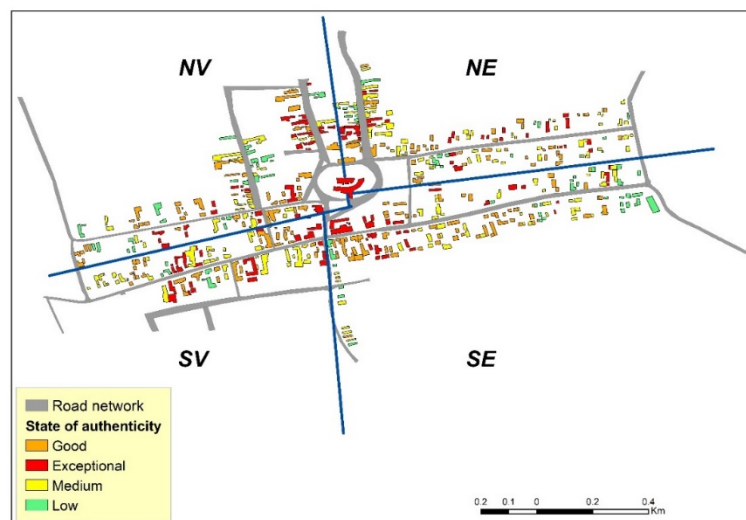 NV
NE
SV
SE
Road network
State of authenticity
Good
Exceptional
Medium
Low
0.2 0.1 0 0.2 0.4
Km